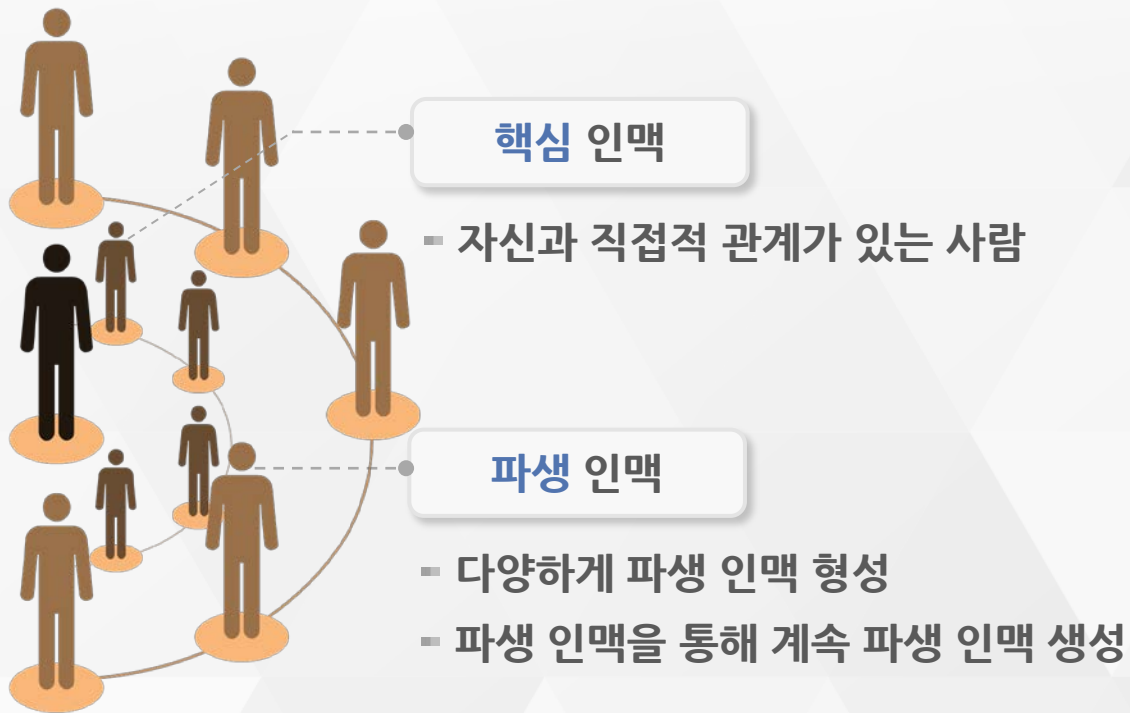 핵심 인맥
자신과 직접적 관계가 있는 사람
파생 인맥
다양하게 파생 인맥 형성
파생 인맥을 통해 계속 파생 인맥 생성